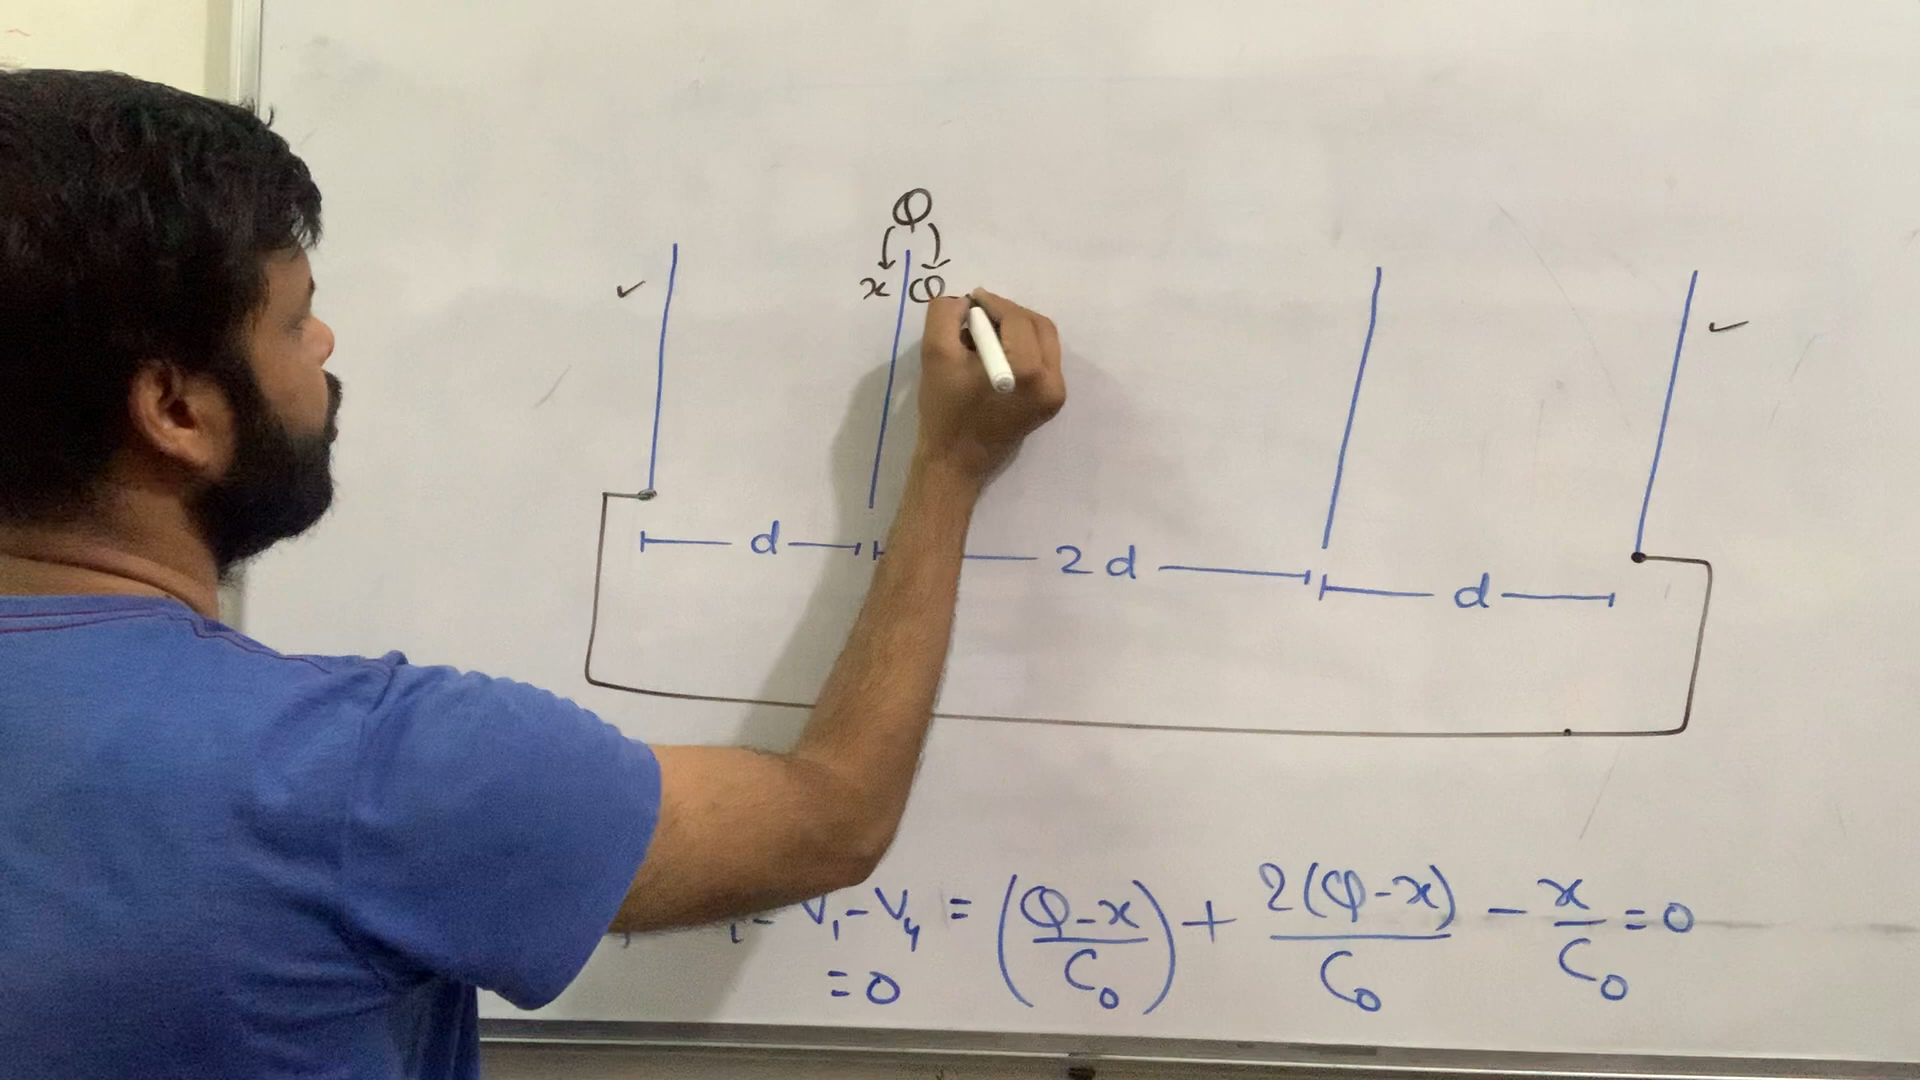 Q
x Q-
d 2d d
V₁-V₄ = ((Q-x)/C₀) + 2(Q-x)/C₀ - x/C₀ = 0
= 0